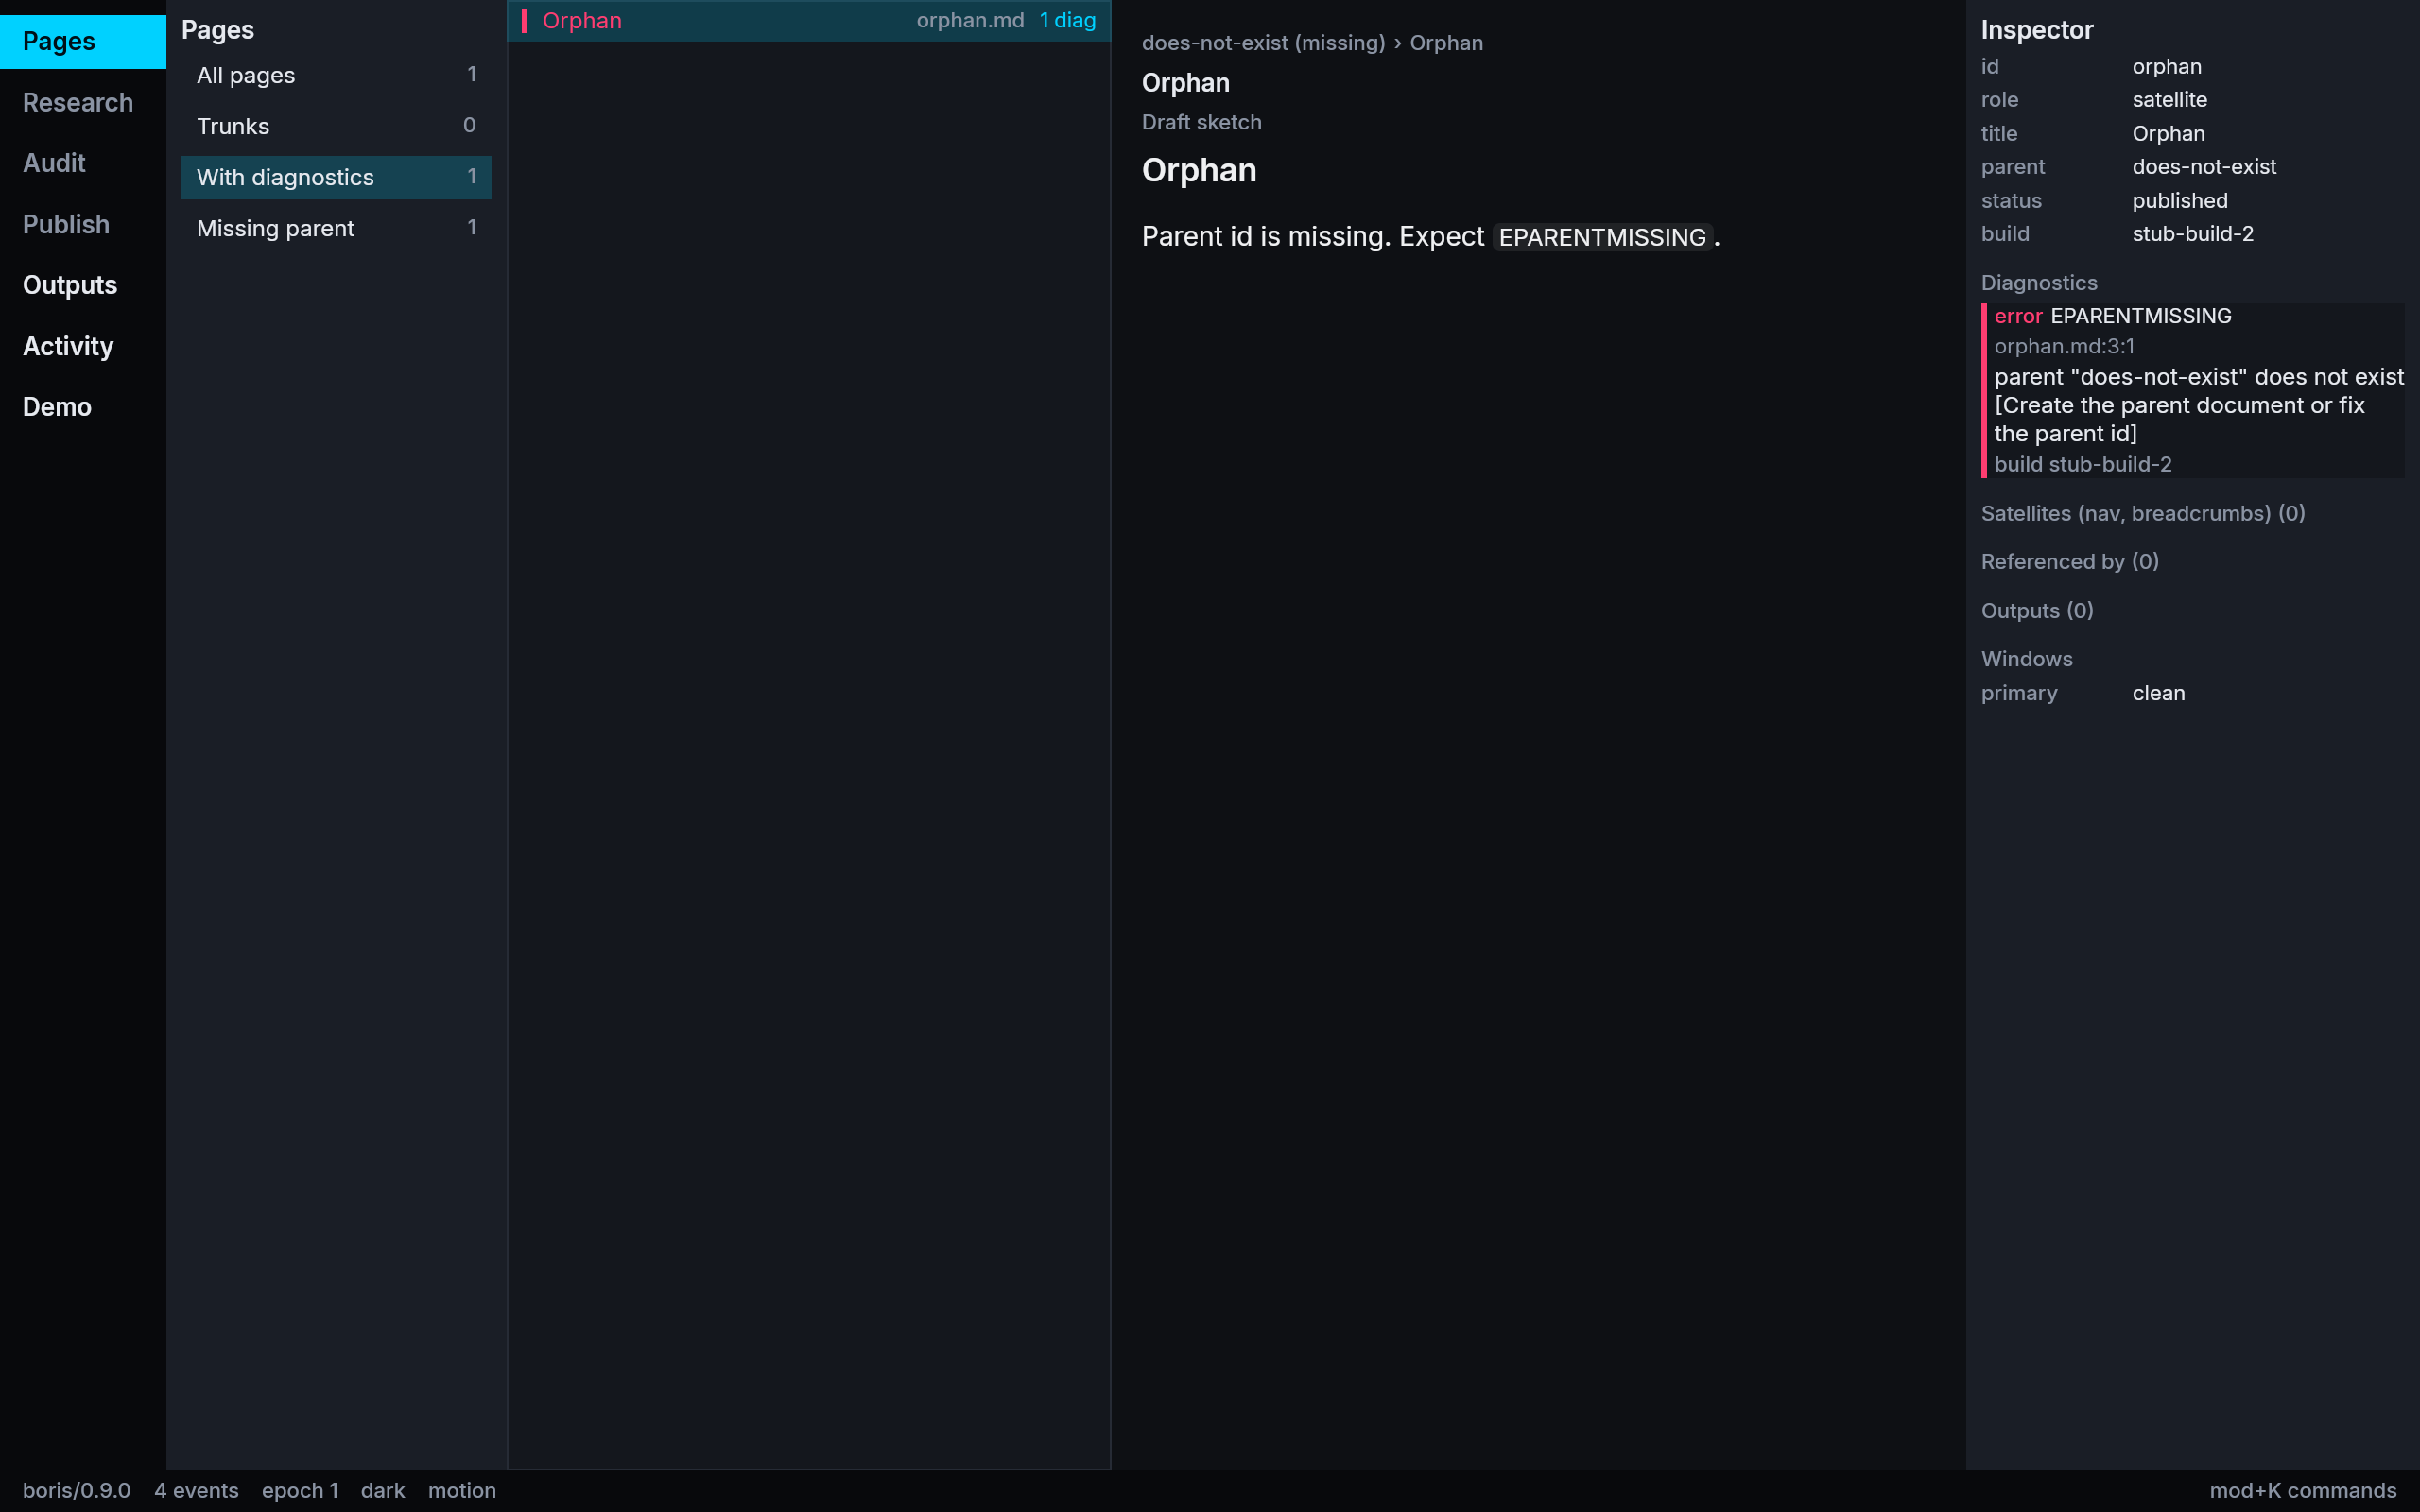 Pages
Research
Audit
Publish
Outputs
Activity
Demo
Pages
All pages 1
Trunks 0
With diagnostics 1
Missing parent 1
Orphan orphan.md 1 diag
does-not-exist (missing) › Orphan
Orphan
Draft sketch
Orphan
Parent id is missing. Expect EPARENTMISSING.
Inspector
id orphan
role satellite
title Orphan
parent does-not-exist
status published
build stub-build-2
Diagnostics
error EPARENTMISSING
orphan.md:3:1
parent "does-not-exist" does not exist
[Create the parent document or fix
the parent id]
build stub-build-2
Satellites (nav, breadcrumbs) (0)
Referenced by (0)
Outputs (0)
Windows
primary clean
boris/0.9.0 4 events epoch 1 dark motion mod+K commands